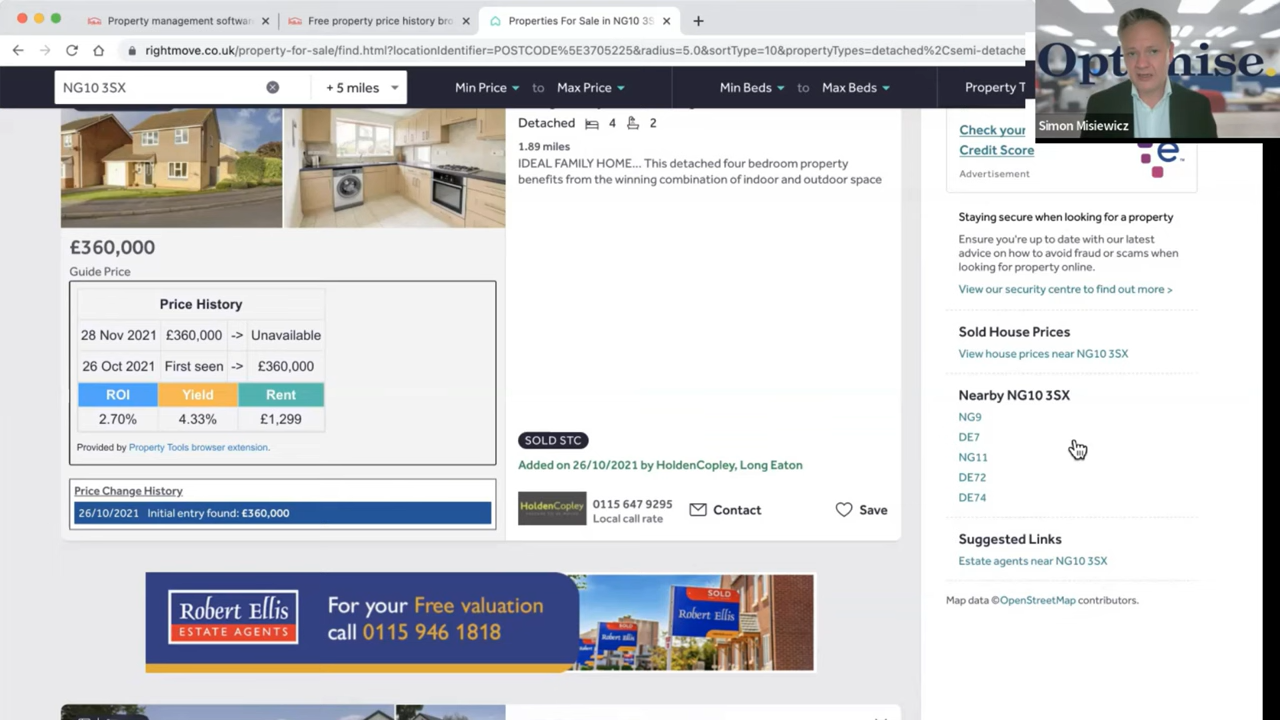 Property management softwar
Free property price history bro
Properties For Sale in NG10 3S
rightmove.co.uk/property-for-sale/find.html?locationIdentifier=POSTCODE%5E3705225&radius=5.0&sortType=10&propertyTypes=detached%2Csemi-detache
Optimise.
Simon Misiewicz
NG10 3SX
+ 5 miles
Min Price to Max Price
Min Beds to Max Beds
Property T
Detached 4 2
1.89 miles
IDEAL FAMILY HOME... This detached four bedroom property
benefits from the winning combination of indoor and outdoor space
£360,000
Guide Price
Price History
28 Nov 2021 £360,000 -> Unavailable
26 Oct 2021 First seen -> £360,000
ROI Yield Rent
2.70% 4.33% £1,299
Provided by Property Tools browser extension.
Price Change History
26/10/2021 Initial entry found: £360,000
SOLD STC
Added on 26/10/2021 by HoldenCopley, Long Eaton
HoldenCopley
0115 647 9295
Local call rate
Contact
Save
Robert Ellis
ESTATE AGENTS
For your Free valuation
call 0115 946 1818
SOLD
Robert Ellis
Robert Ellis
Check your
Credit Score
Advertisement
Staying secure when looking for a property
Ensure you're up to date with our latest
advice on how to avoid fraud or scams when
looking for property online.
View our security centre to find out more >
Sold House Prices
View house prices near NG10 3SX
Nearby NG10 3SX
NG9
DE7
NG11
DE72
DE74
Suggested Links
Estate agents near NG10 3SX
Map data ©OpenStreetMap contributors.